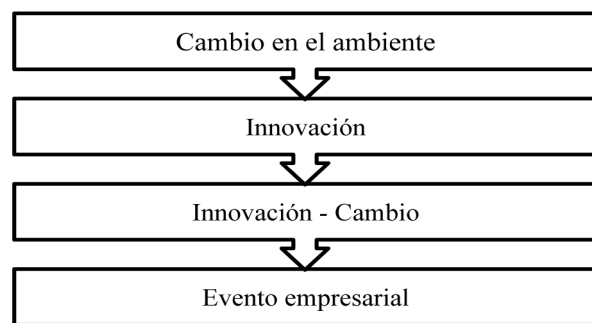 Cambio en el ambiente
Innovación
Innovación - Cambio
Evento empresarial